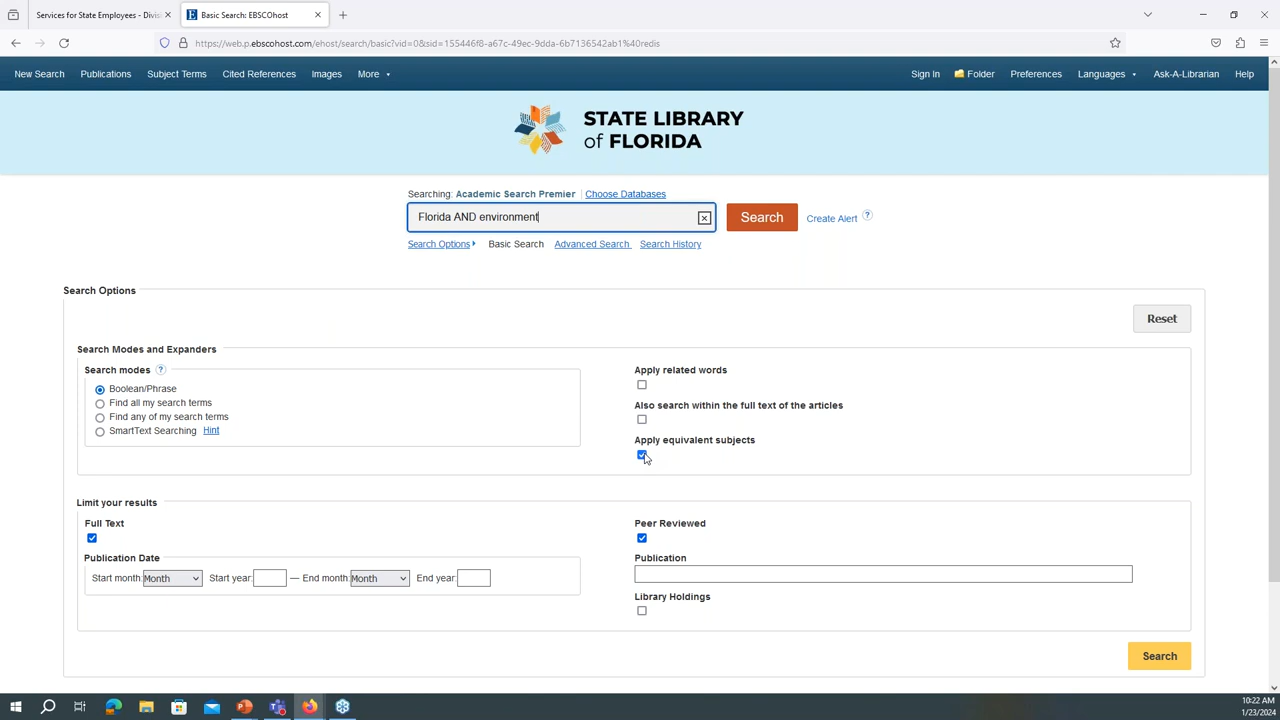 Services for State Employees - Divis
Basic Search: EBSCOhost
https://web.p.ebscohost.com/ehost/search/basic?vid=0&sid=155446f8-a67c-49ec-9dda-6b7136542ab1%40redis
New Search Publications Subject Terms Cited References Images More
Sign In Folder Preferences Languages Ask-A-Librarian Help
STATE LIBRARY
of FLORIDA
Searching: Academic Search Premier Choose Databases
Florida AND environment
Search Create Alert ?
Search Options Basic Search Advanced Search Search History
Search Options
Reset
Search Modes and Expanders
Search modes ?
Boolean/Phrase
Find all my search terms
Find any of my search terms
SmartText Searching Hint
Apply related words
Also search within the full text of the articles
Apply equivalent subjects
Limit your results
Full Text
Publication Date
Start month: Month Start year: — End month: Month End year:
Peer Reviewed
Publication
Library Holdings
Search
10:22 AM
1/23/2024